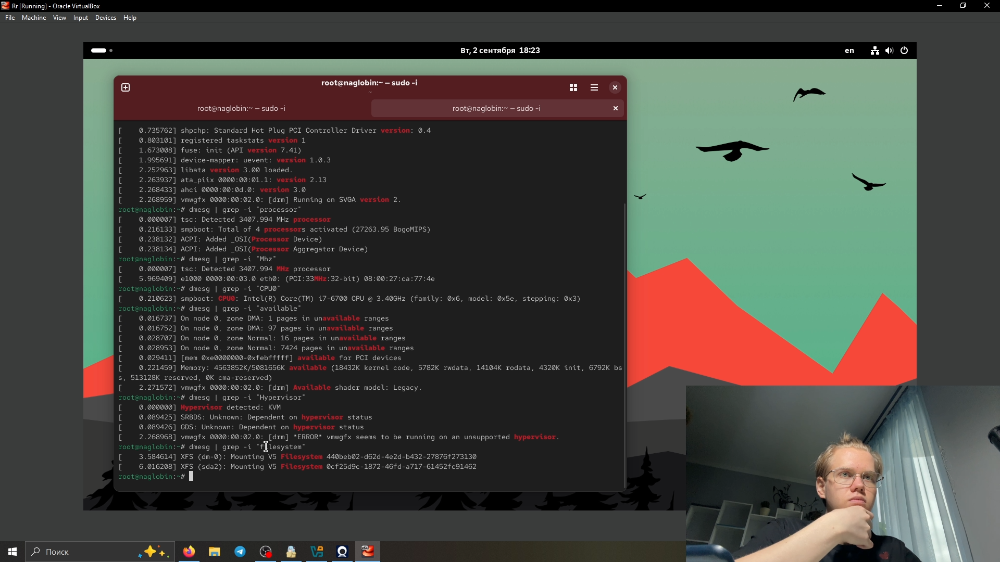 Rr [Running] - Oracle VirtualBox
File Machine View Input Devices Help
Вт, 2 сентября 18:23
en
root@naglobin:~ — sudo -i
~
root@naglobin:~ — sudo -i
root@naglobin:~ — sudo -i
[    0.735762] shpchp: Standard Hot Plug PCI Controller Driver version: 0.4
[    0.803101] registered taskstats version 1
[    1.673008] fuse: init (API version 7.41)
[    1.995691] device-mapper: uevent: version 1.0.3
[    2.252963] libata version 3.00 loaded.
[    2.263937] ata_piix 0000:00:01.1: version 2.13
[    2.268433] ahci 0000:00:0d.0: version 3.0
[    2.268959] vmwgfx 0000:00:02.0: [drm] Running on SVGA version 2.
root@naglobin:~# dmesg | grep -i "processor"
[    0.000007] tsc: Detected 3407.994 MHz processor
[    0.216133] smpboot: Total of 4 processors activated (27263.95 BogoMIPS)
[    0.238132] ACPI: Added _OSI(Processor Device)
[    0.238134] ACPI: Added _OSI(Processor Aggregator Device)
root@naglobin:~# dmesg | grep -i "Mhz"
[    0.000007] tsc: Detected 3407.994 MHz processor
[    5.969409] e1000 0000:00:03.0 eth0: (PCI:33MHz:32-bit) 08:00:27:ca:77:4e
root@naglobin:~# dmesg | grep -i "CPU0"
[    0.210623] smpboot: CPU0: Intel(R) Core(TM) i7-6700 CPU @ 3.40GHz (family: 0x6, model: 0x5e, stepping: 0x3)
root@naglobin:~# dmesg | grep -i "available"
[    0.016737] On node 0, zone DMA: 1 pages in unavailable ranges
[    0.016752] On node 0, zone DMA: 97 pages in unavailable ranges
[    0.028707] On node 0, zone Normal: 16 pages in unavailable ranges
[    0.028953] On node 0, zone Normal: 7424 pages in unavailable ranges
[    0.029411] [mem 0xe0000000-0xfebfffff] available for PCI devices
[    0.221459] Memory: 4563852K/5081656K available (18432K kernel code, 5782K rwdata, 14104K rodata, 4320K init, 6792K bs
s, 513128K reserved, 0K cma-reserved)
[    2.271572] vmwgfx 0000:00:02.0: [drm] Available shader model: Legacy.
root@naglobin:~# dmesg | grep -i "Hypervisor"
[    0.000000] Hypervisor detected: KVM
[    0.089425] SRBDS: Unknown: Dependent on hypervisor status
[    0.089426] GDS: Unknown: Dependent on hypervisor status
[    2.268968] vmwgfx 0000:00:02.0: [drm] *ERROR* vmwgfx seems to be running on an unsupported hypervisor.
root@naglobin:~# dmesg | grep -i "filesystem"
[    3.584614] XFS (dm-0): Mounting V5 Filesystem 440beb02-d62d-4e2d-b432-27876f273130
[    6.016208] XFS (sda2): Mounting V5 Filesystem 0cf25d9c-1872-46fd-a717-61452fc91462
root@naglobin:~#
Поиск